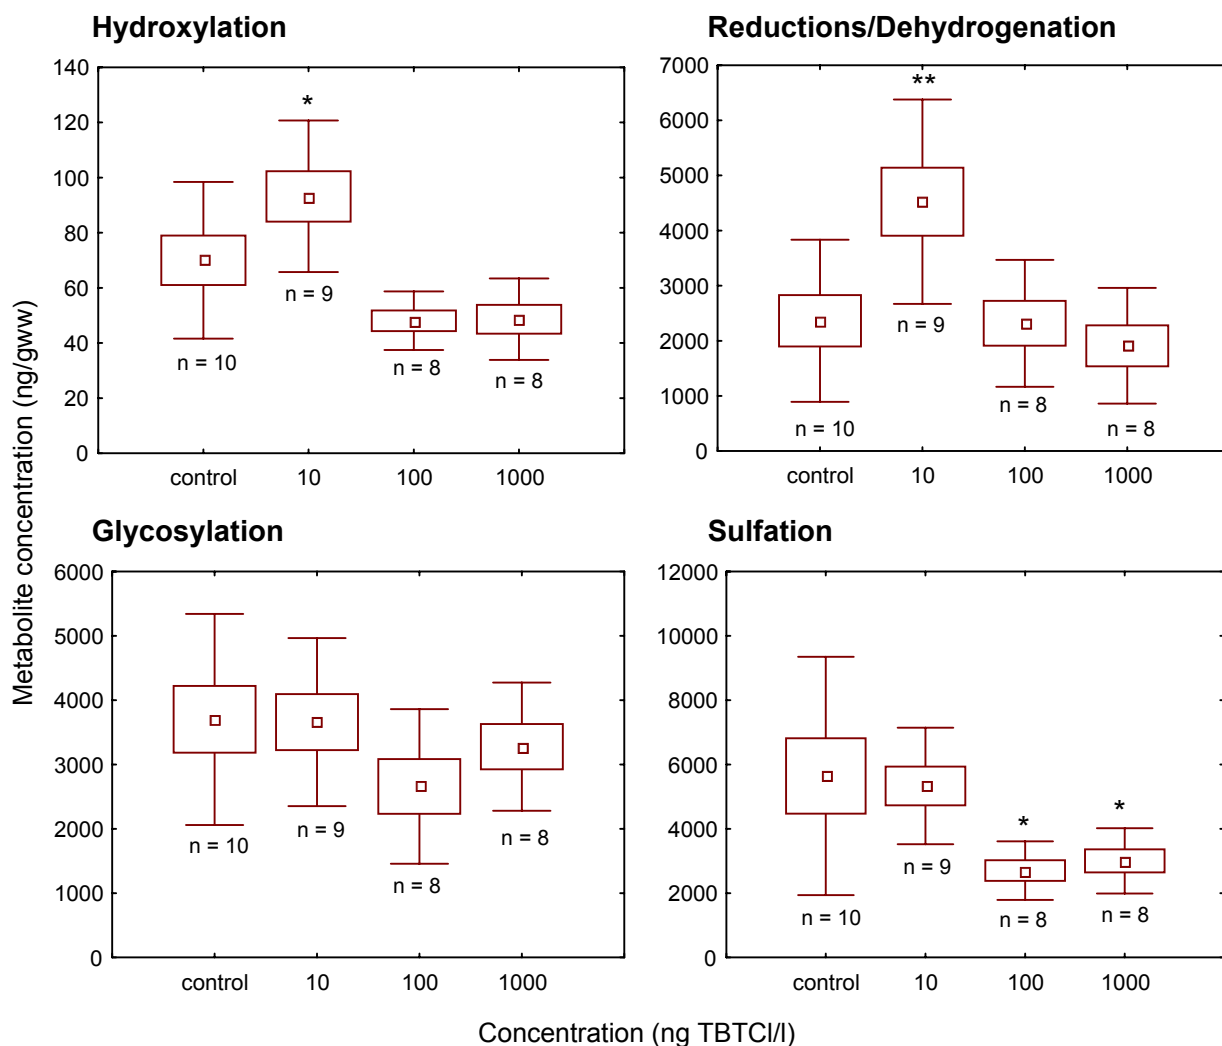 Hydroxylation
140
120
100
80
60
40
20
0
*
n = 10
n = 9
n = 8
n = 8
control 10 100 1000
Reductions/Dehydrogenation
7000
6000
5000
4000
3000
2000
1000
0
**
n = 10
n = 9
n = 8
n = 8
control 10 100 1000
Metabolite concentration (ng/gww)
Glycosylation
6000
5000
4000
3000
2000
1000
0
n = 10
n = 9
n = 8
n = 8
control 10 100 1000
Sulfation
12000
10000
8000
6000
4000
2000
0
* *
n = 10
n = 9
n = 8
n = 8
control 10 100 1000
Concentration (ng TBTCl/l)